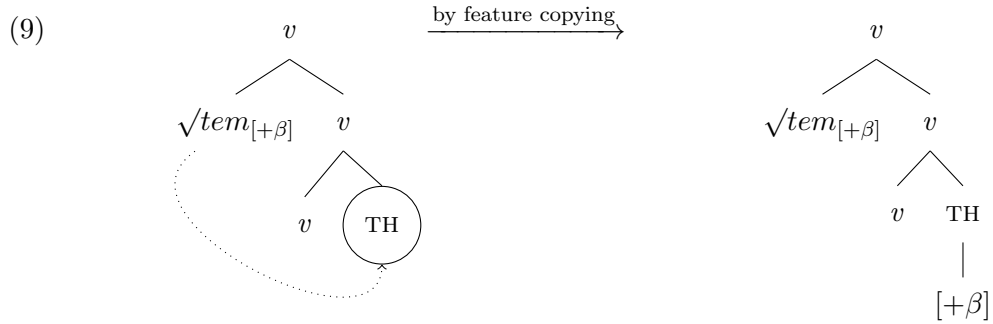 (9) v by feature copying v
√tem[+β] v √tem[+β] v
v TH v TH
[+β]